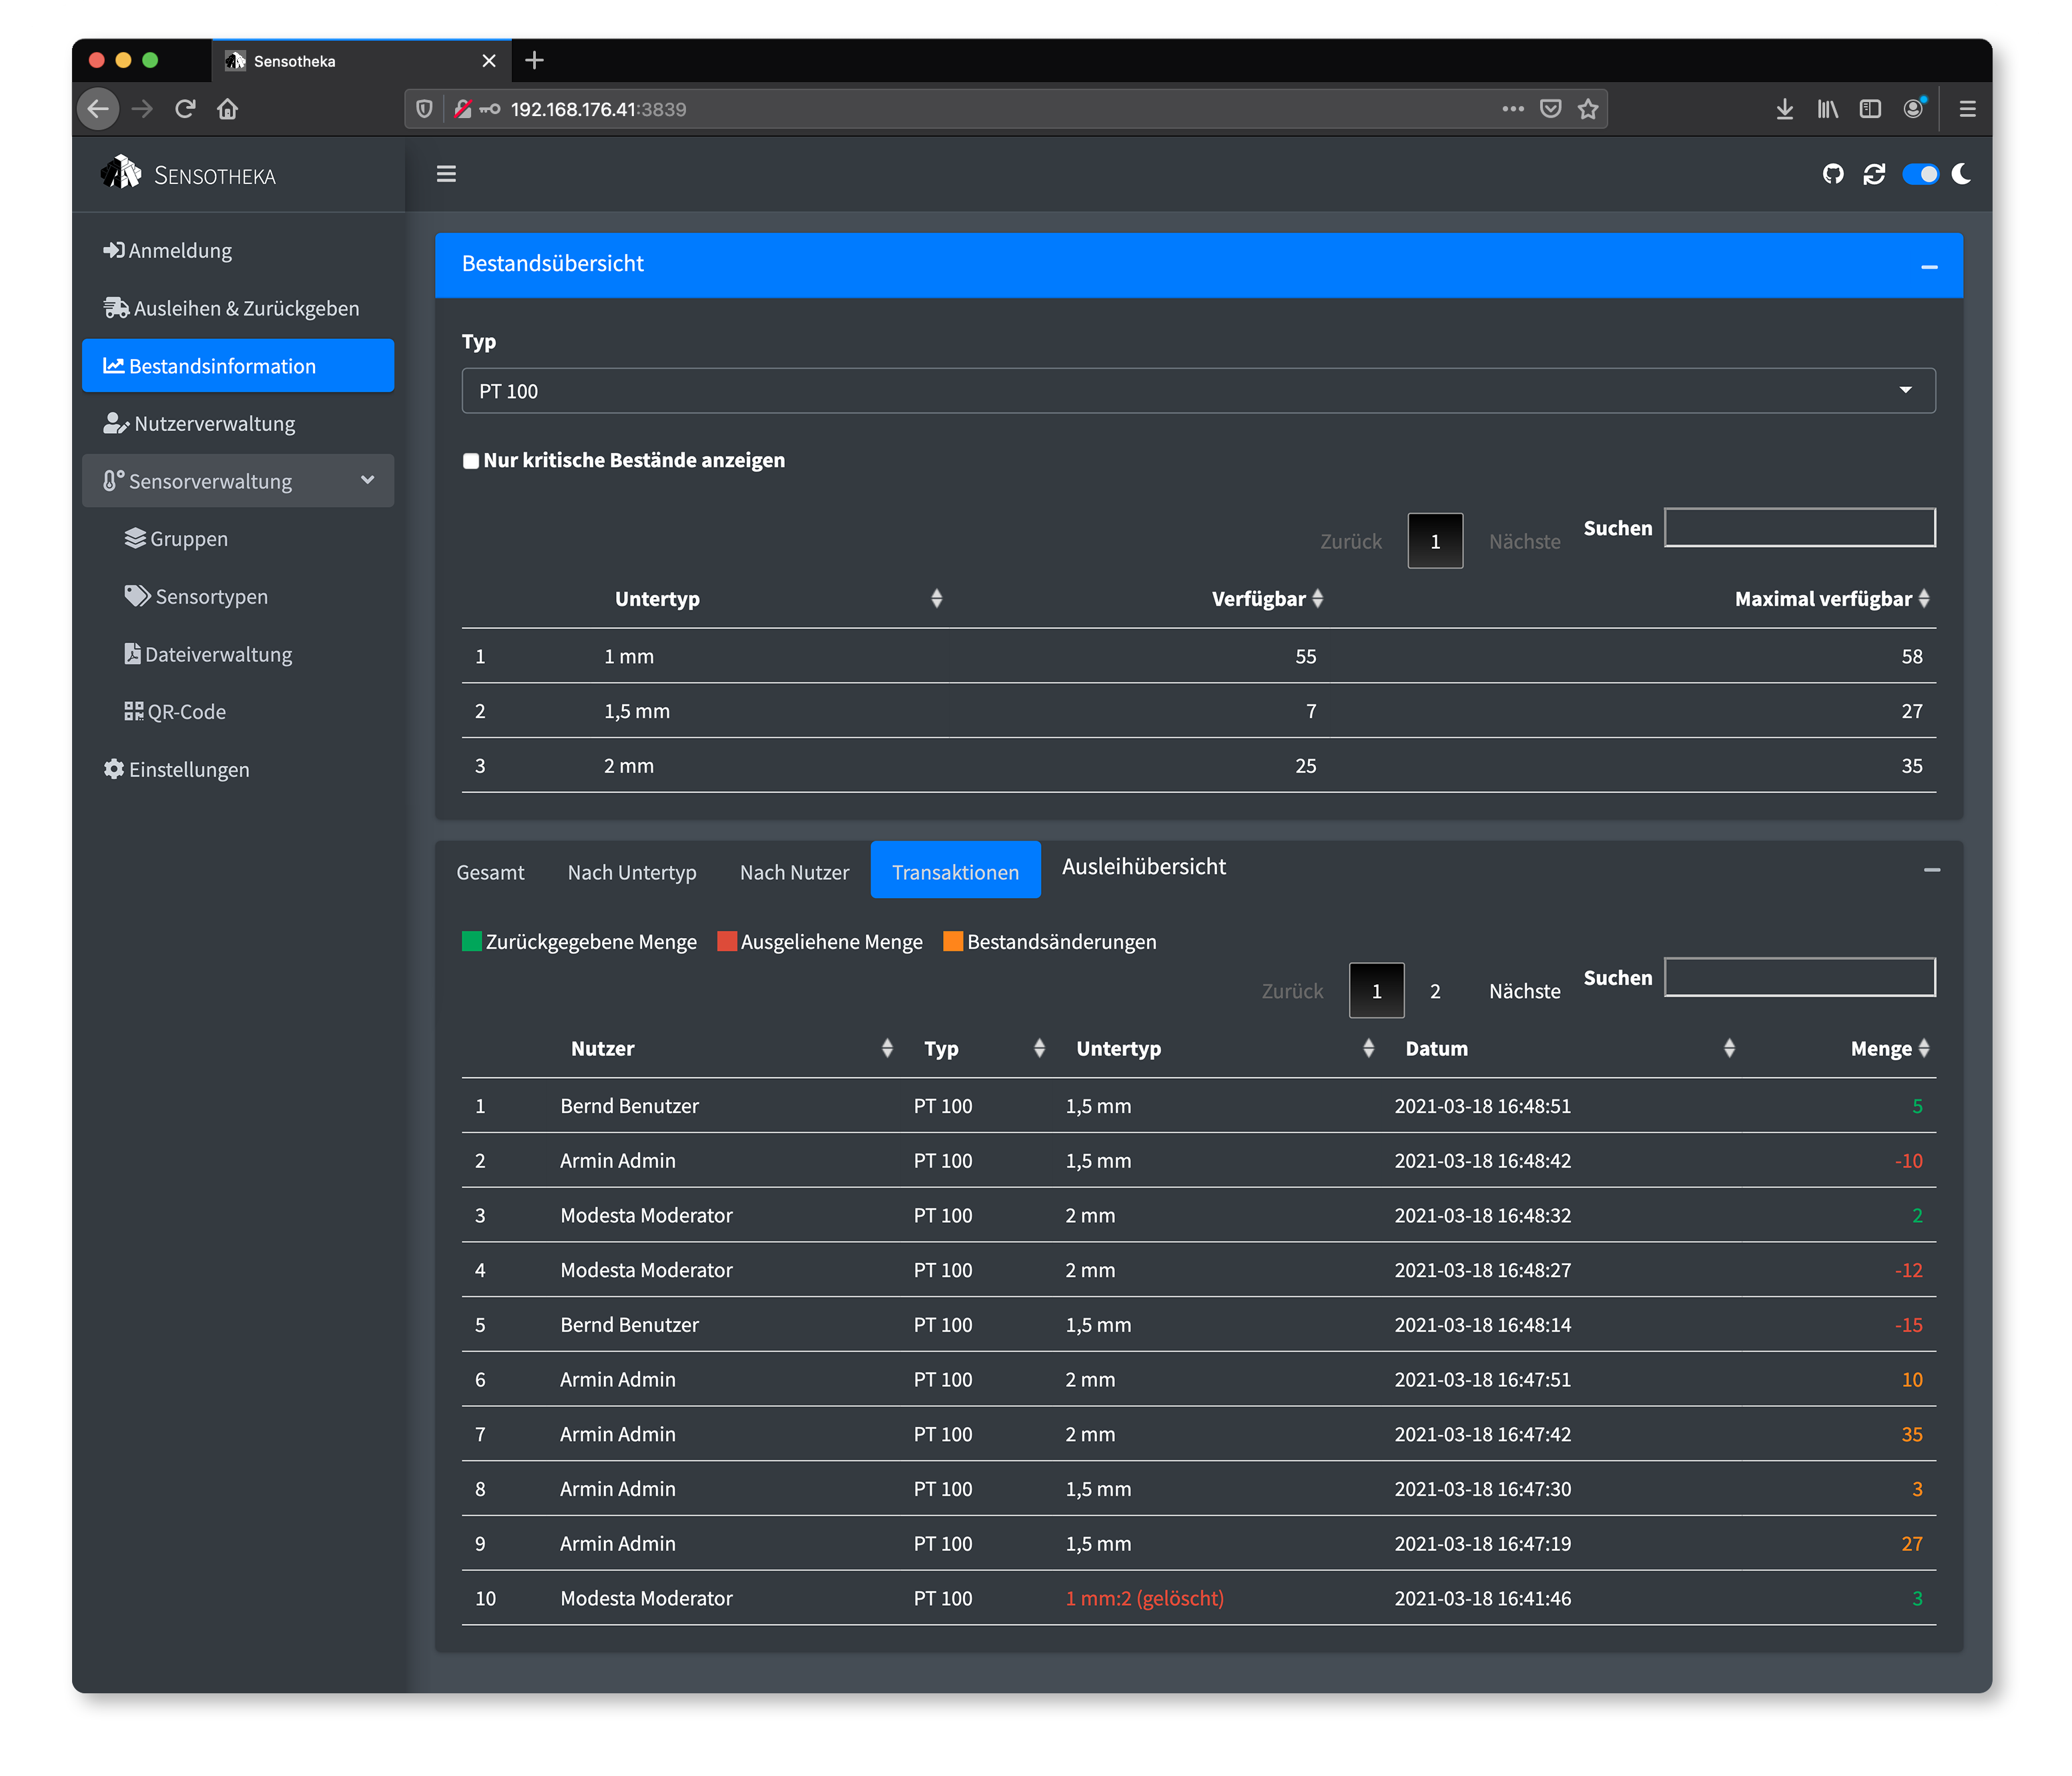 Sensotheka
192.168.176.41:3839
SENSOTHEKA
Anmeldung
Ausleihen & Zurückgeben
Bestandsinformation
Nutzerverwaltung
Sensorverwaltung
Gruppen
Sensortypen
Dateiverwaltung
QR-Code
Einstellungen
Bestandsübersicht
Typ
PT 100
Nur kritische Bestände anzeigen
Zurück 1 Nächste Suchen
Untertyp Verfügbar Maximal verfügbar
1 1 mm 55 58
2 1,5 mm 7 27
3 2 mm 25 35
Gesamt Nach Untertyp Nach Nutzer Transaktionen Ausleihübersicht
Zurückgegebene Menge Ausgeliehene Menge Bestandsänderungen
Zurück 1 2 Nächste Suchen
Nutzer Typ Untertyp Datum Menge
1 Bernd Benutzer PT 100 1,5 mm 2021-03-18 16:48:51 5
2 Armin Admin PT 100 1,5 mm 2021-03-18 16:48:42 -10
3 Modesta Moderator PT 100 2 mm 2021-03-18 16:48:32 2
4 Modesta Moderator PT 100 2 mm 2021-03-18 16:48:27 -12
5 Bernd Benutzer PT 100 1,5 mm 2021-03-18 16:48:14 -15
6 Armin Admin PT 100 2 mm 2021-03-18 16:47:51 10
7 Armin Admin PT 100 2 mm 2021-03-18 16:47:42 35
8 Armin Admin PT 100 1,5 mm 2021-03-18 16:47:30 3
9 Armin Admin PT 100 1,5 mm 2021-03-18 16:47:19 27
10 Modesta Moderator PT 100 1 mm:2 (gelöscht) 2021-03-18 16:41:46 3